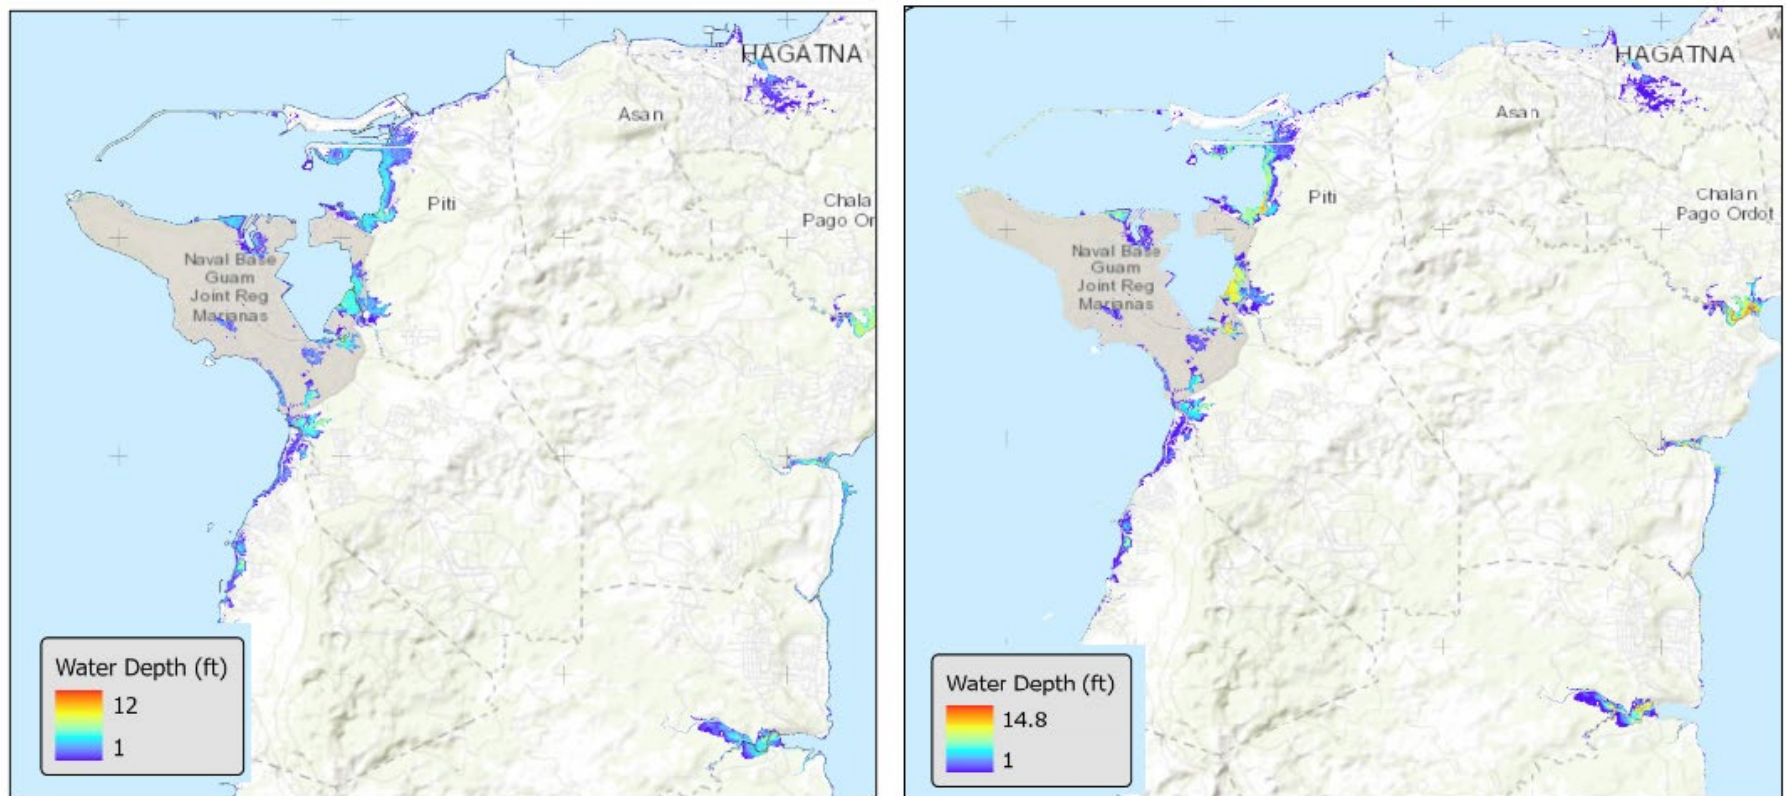 HAGATNA
Asan
Piti
Chala
Pago Or
Naval Base
Guam
Joint Reg
Marianas
Water Depth (ft)
12
1
HAGATNA
W
Asan
Piti
Chalan
Pago Ordot
Naval Base
Guam
Joint Reg
Marianas
Water Depth (ft)
14.8
1